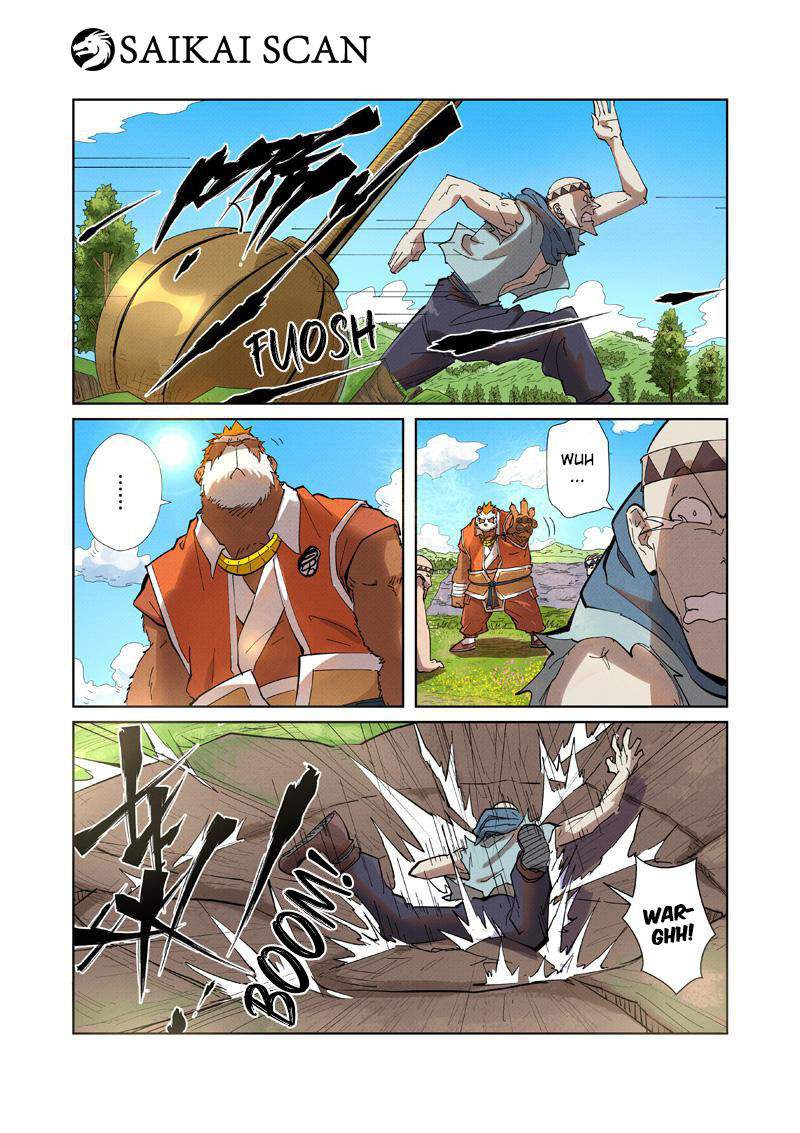 SAIKAI SCAN
FUOSH
......
WUH
...
BOOM!
WAR-
GHH!